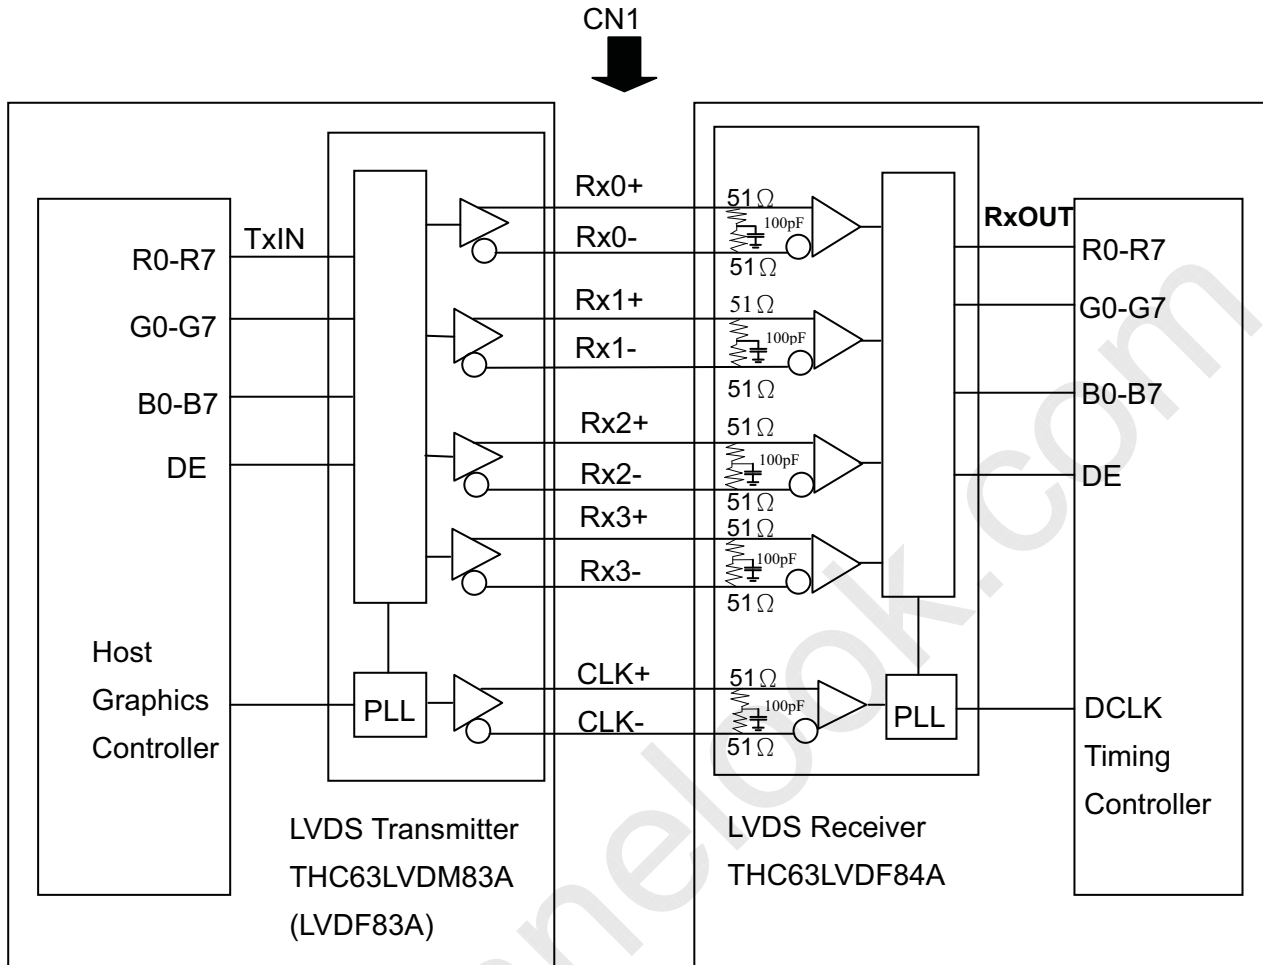 CN1
Rx0+
51Ω
100pF
RxOUT
TxIN
Rx0-
R0-R7
51Ω
R0-R7
Rx1+
51Ω
G0-G7
G0-G7
Rx1-
100pF
51Ω
B0-B7
B0-B7
Rx2+
51Ω
100pF
DE
Rx2-
DE
51Ω
Rx3+
51Ω
100pF
Rx3-
51Ω
Host
Graphics
Controller
PLL
CLK+
51Ω
100pF
CLK-
51Ω
PLL
DCLK
Timing
Controller
LVDS Transmitter
THC63LVDM83A
(LVDF83A)
LVDS Receiver
THC63LVDF84A
nelook.com